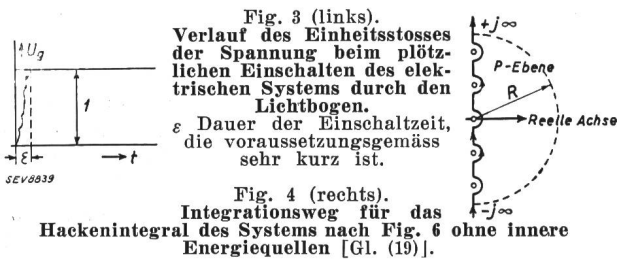 Fig. 3 (links).
Verlauf des Einheitsstosses
der Spannung beim plötz-
lichen Einschalten des elek-
trischen Systems durch den
Lichtbogen.
ε Dauer der Einschaltzeit,
die voraussetzungsgemäss
sehr kurz ist.
Ug
1
ε
t
SEV8839
+j∞
P-Ebene
R
Reelle Achse
-j∞
Fig. 4 (rechts).
Integrationsweg für das
Hackenintegral des Systems nach Fig. 6 ohne innere
Energiequellen [Gl. (19)].